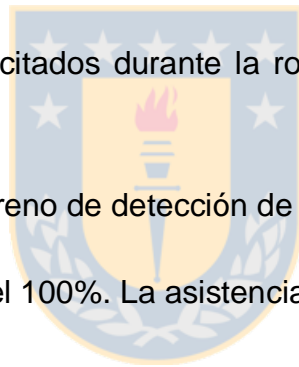 citados durante la ro
reno de detección de
el 100%. La asistencia